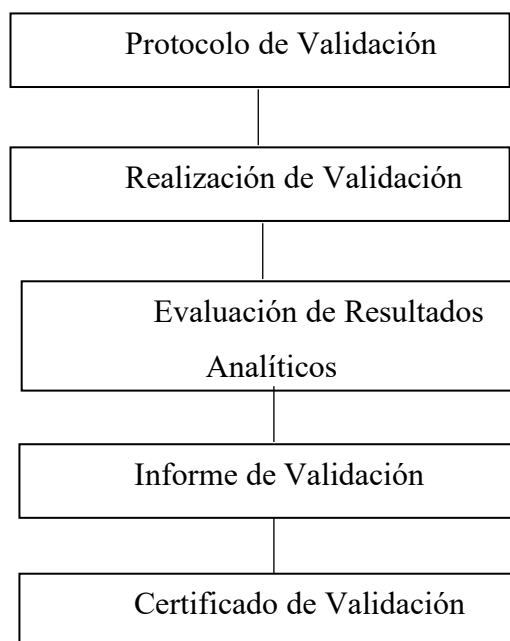 Protocolo de Validación
Realización de Validación
Evaluación de Resultados
Analíticos
Informe de Validación
Certificado de Validación